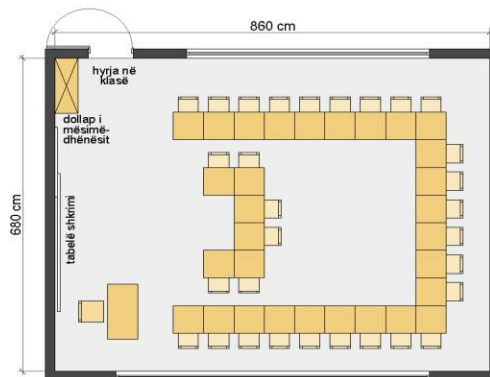 860 cm
hyrja në
klasë
dollap i
mësimë-
dhënësit
tabelë shkrimi
680 cm